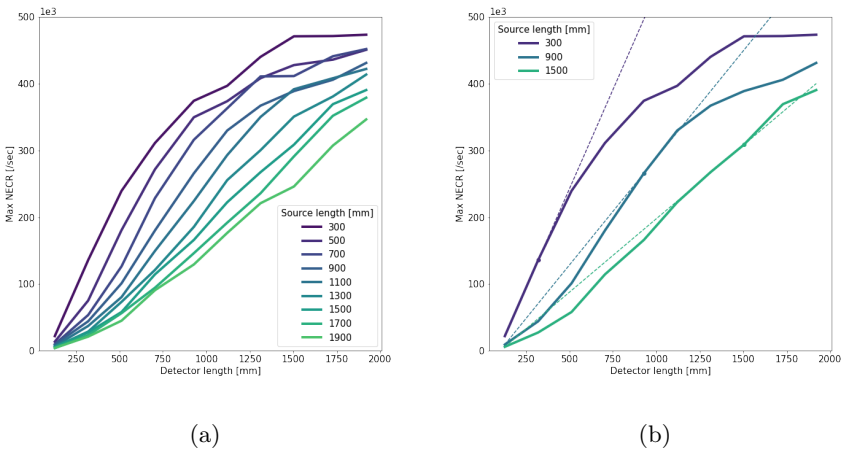 1e3
500
400
300
200
100
0
Max NECR [/sec]
250 500 750 1000 1250 1500 1750 2000
Detector length [mm]
Source length [mm]
300
500
700
900
1100
1300
1500
1700
1900
(a)
1e3
500
400
300
200
100
0
Max NECR [/sec]
250 500 750 1000 1250 1500 1750 2000
Detector length [mm]
Source length [mm]
300
900
1500
(b)